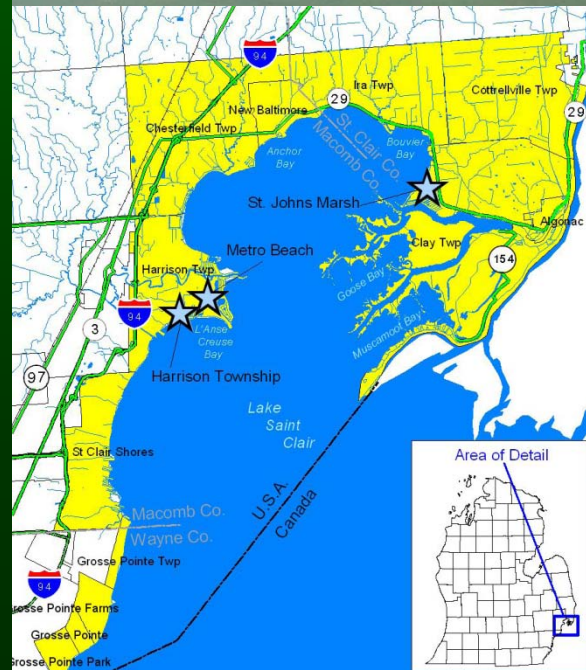 94
Ira Twp
Cottrellville Twp
29
New Baltimore
29
Chesterfield Twp
St. Clair Co.
Macomb Co.
Anchor
Bay
Bouvier
Bay
St. Johns Marsh
Algonac
Metro Beach
Clay Twp
154
Harrison Twp
Goose Bay
94
Muscamoot Bay
3
L'Anse
Creuse
Bay
Harrison Township
97
Lake
Saint
Clair
St Clair Shores
Area of Detail
U.S.A.
Canada
Macomb Co.
Wayne Co.
Grosse Pointe Twp
94
Grosse Pointe Farms
Grosse Pointe
Grosse Pointe Park